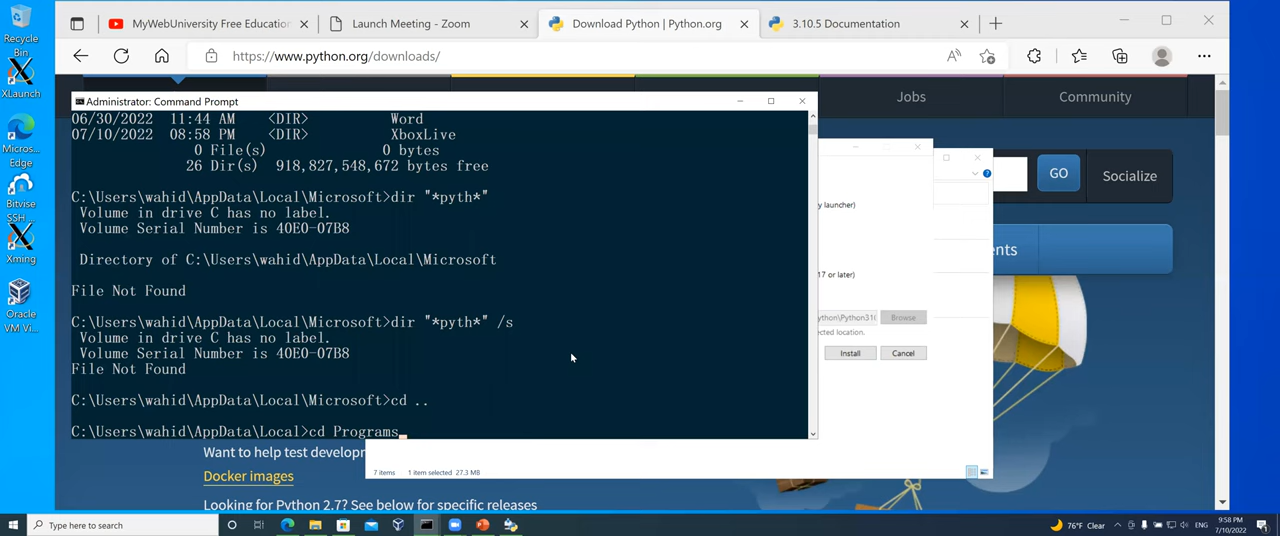 Recycle
Bin
XLaunch
Micros...
Edge
Bitvise
SSH ...
Xming
Oracle
VM Vi...
MyWebUniversity Free Education
Launch Meeting - Zoom
Download Python | Python.org
3.10.5 Documentation
https://www.python.org/downloads/
Jobs
Community
GO
Socialize
Administrator: Command Prompt
06/30/2022 11:44 AM <DIR> Word
07/10/2022 08:58 PM <DIR> XboxLive
0 File(s) 0 bytes
26 Dir(s) 918,827,548,672 bytes free
C:\Users\wahid\AppData\Local\Microsoft>dir "*pyth*"
Volume in drive C has no label.
Volume Serial Number is 40E0-07B8
Directory of C:\Users\wahid\AppData\Local\Microsoft
File Not Found
C:\Users\wahid\AppData\Local\Microsoft>dir "*pyth*" /s
Volume in drive C has no label.
Volume Serial Number is 40E0-07B8
File Not Found
C:\Users\wahid\AppData\Local\Microsoft>cd ..
C:\Users\wahid\AppData\Local>cd Programs
y launcher)
ents
17 or later)
ython\Python310
Browse
ected location.
Install
Cancel
7 items 1 item selected 27.3 MB
Want to help test developm
Docker images
Looking for Python 2.7? See below for specific releases
Type here to search
76°F Clear
ENG
9:58 PM
7/10/2022